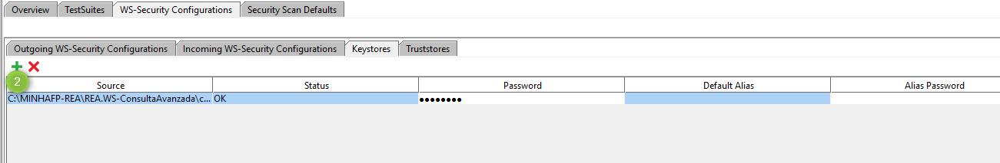 Overview TestSuites WS-Security Configurations Security Scan Defaults
Outgoing WS-Security Configurations Incoming WS-Security Configurations Keystores Truststores
2
Source Status Password Default Alias Alias Password
C:\MINHAFP-REA\REA.WS-ConsultaAvanzada\c... OK ●●●●●●●●